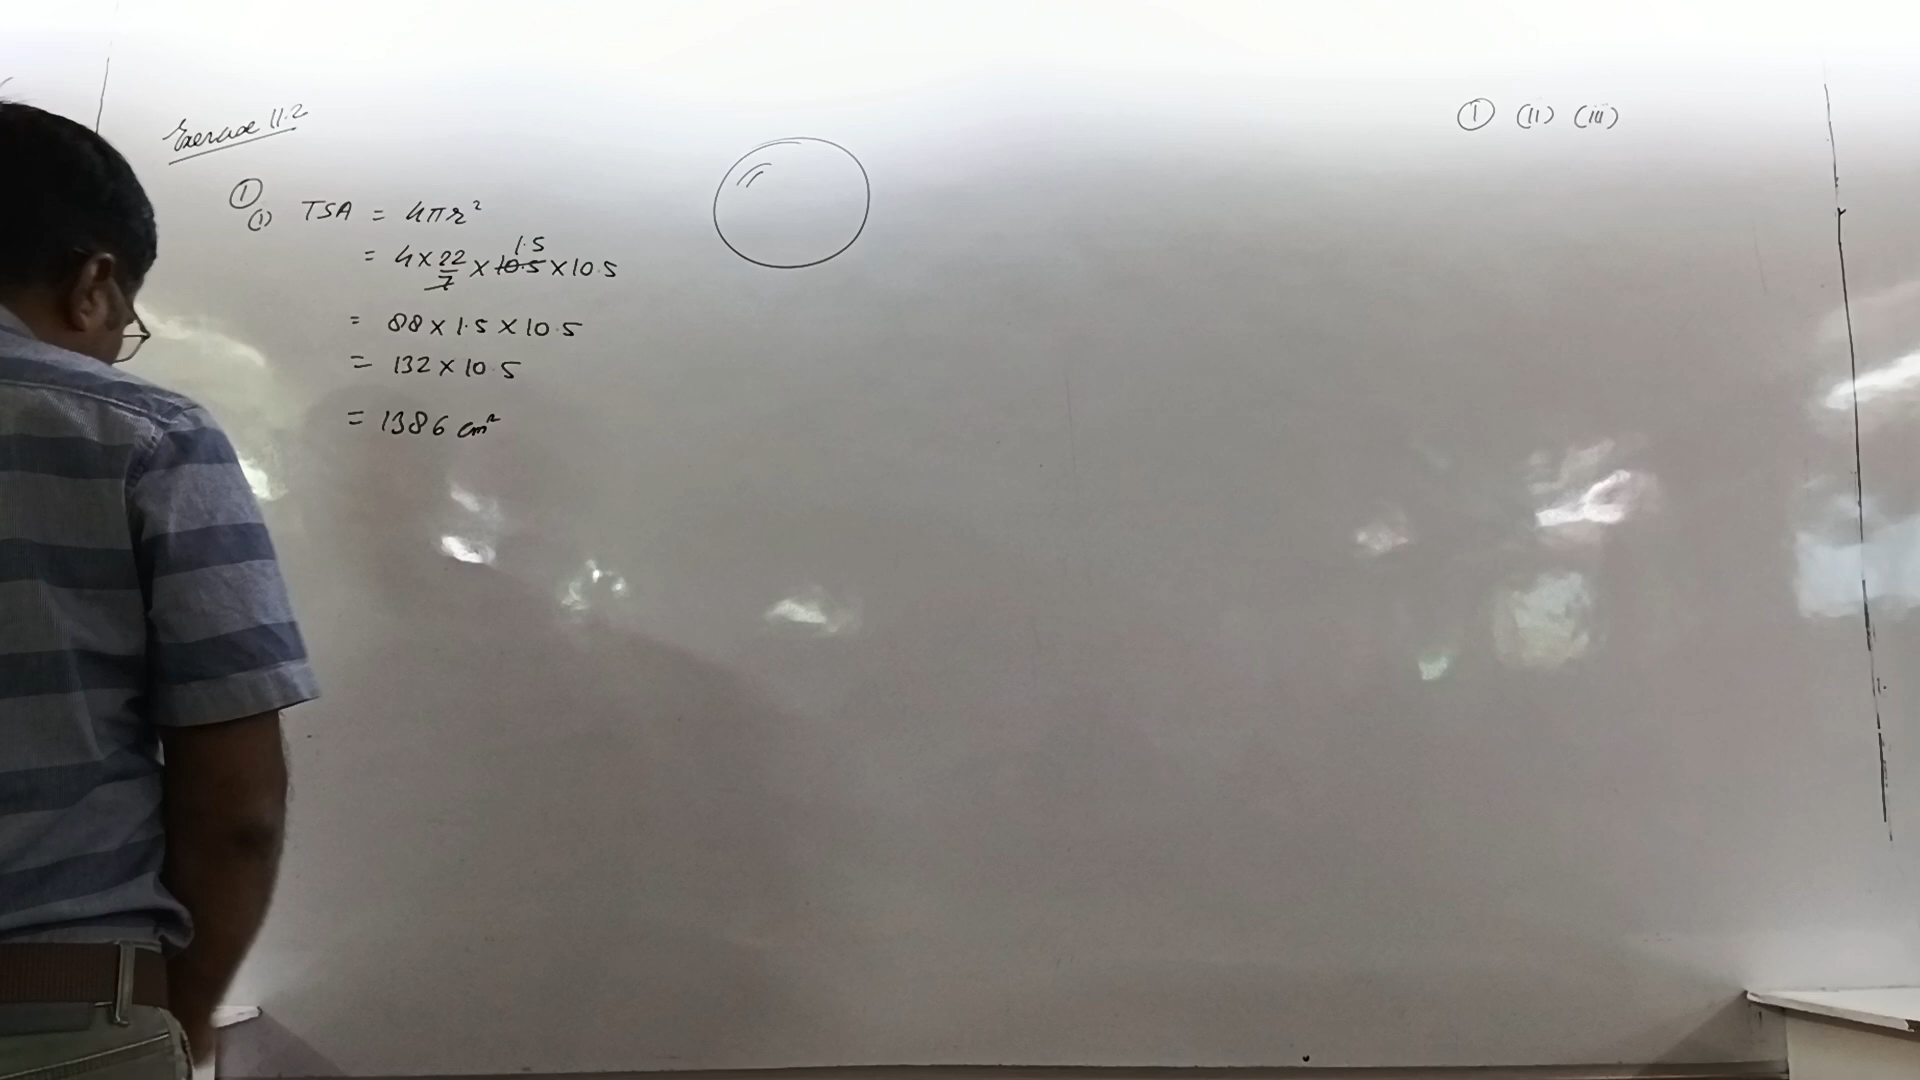 Exercise 11.2
① (ii) (iii)
①
(i) TSA = 4πr²
= 4 × 22/7 × 10.5 × 10.5
1.5
= 88 × 1.5 × 10.5
= 132 × 10.5
= 1386 cm²